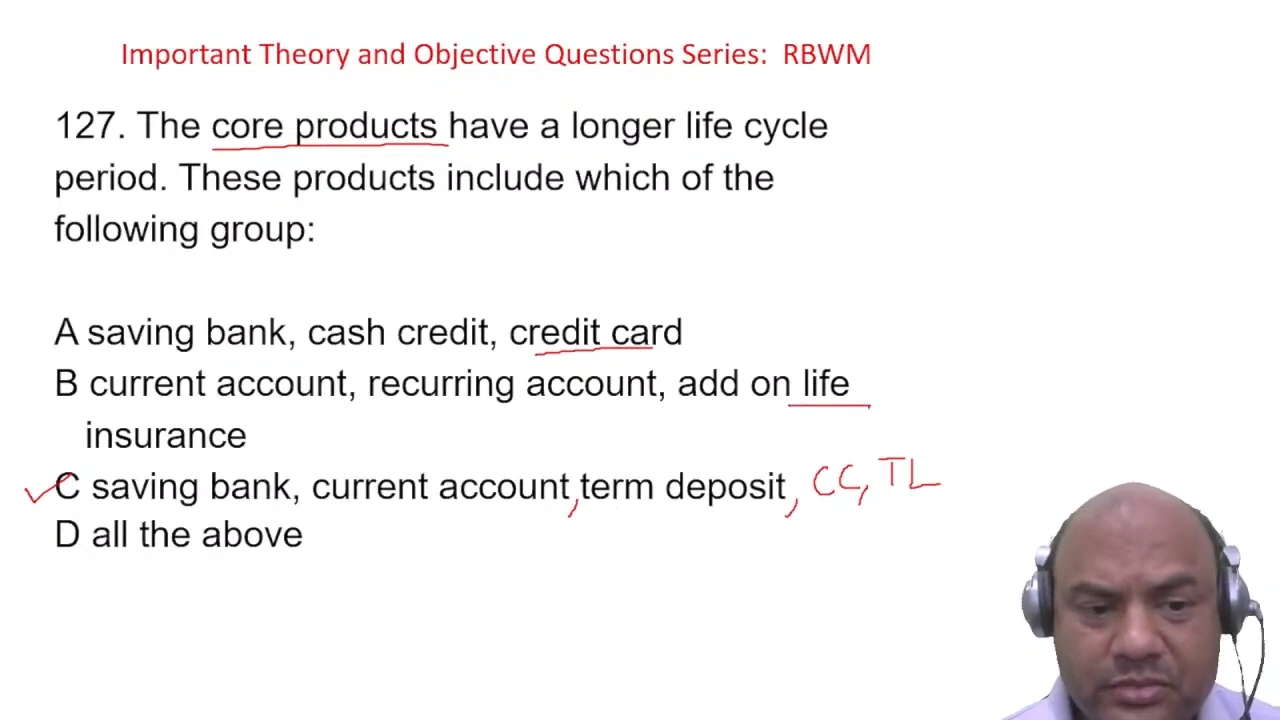 Important Theory and Objective Questions Series: RBWM
127. The core products have a longer life cycle
period. These products include which of the
following group:
A saving bank, cash credit, credit card
B current account, recurring account, add on life
insurance
C saving bank, current account,term deposit, CC, TL
D all the above